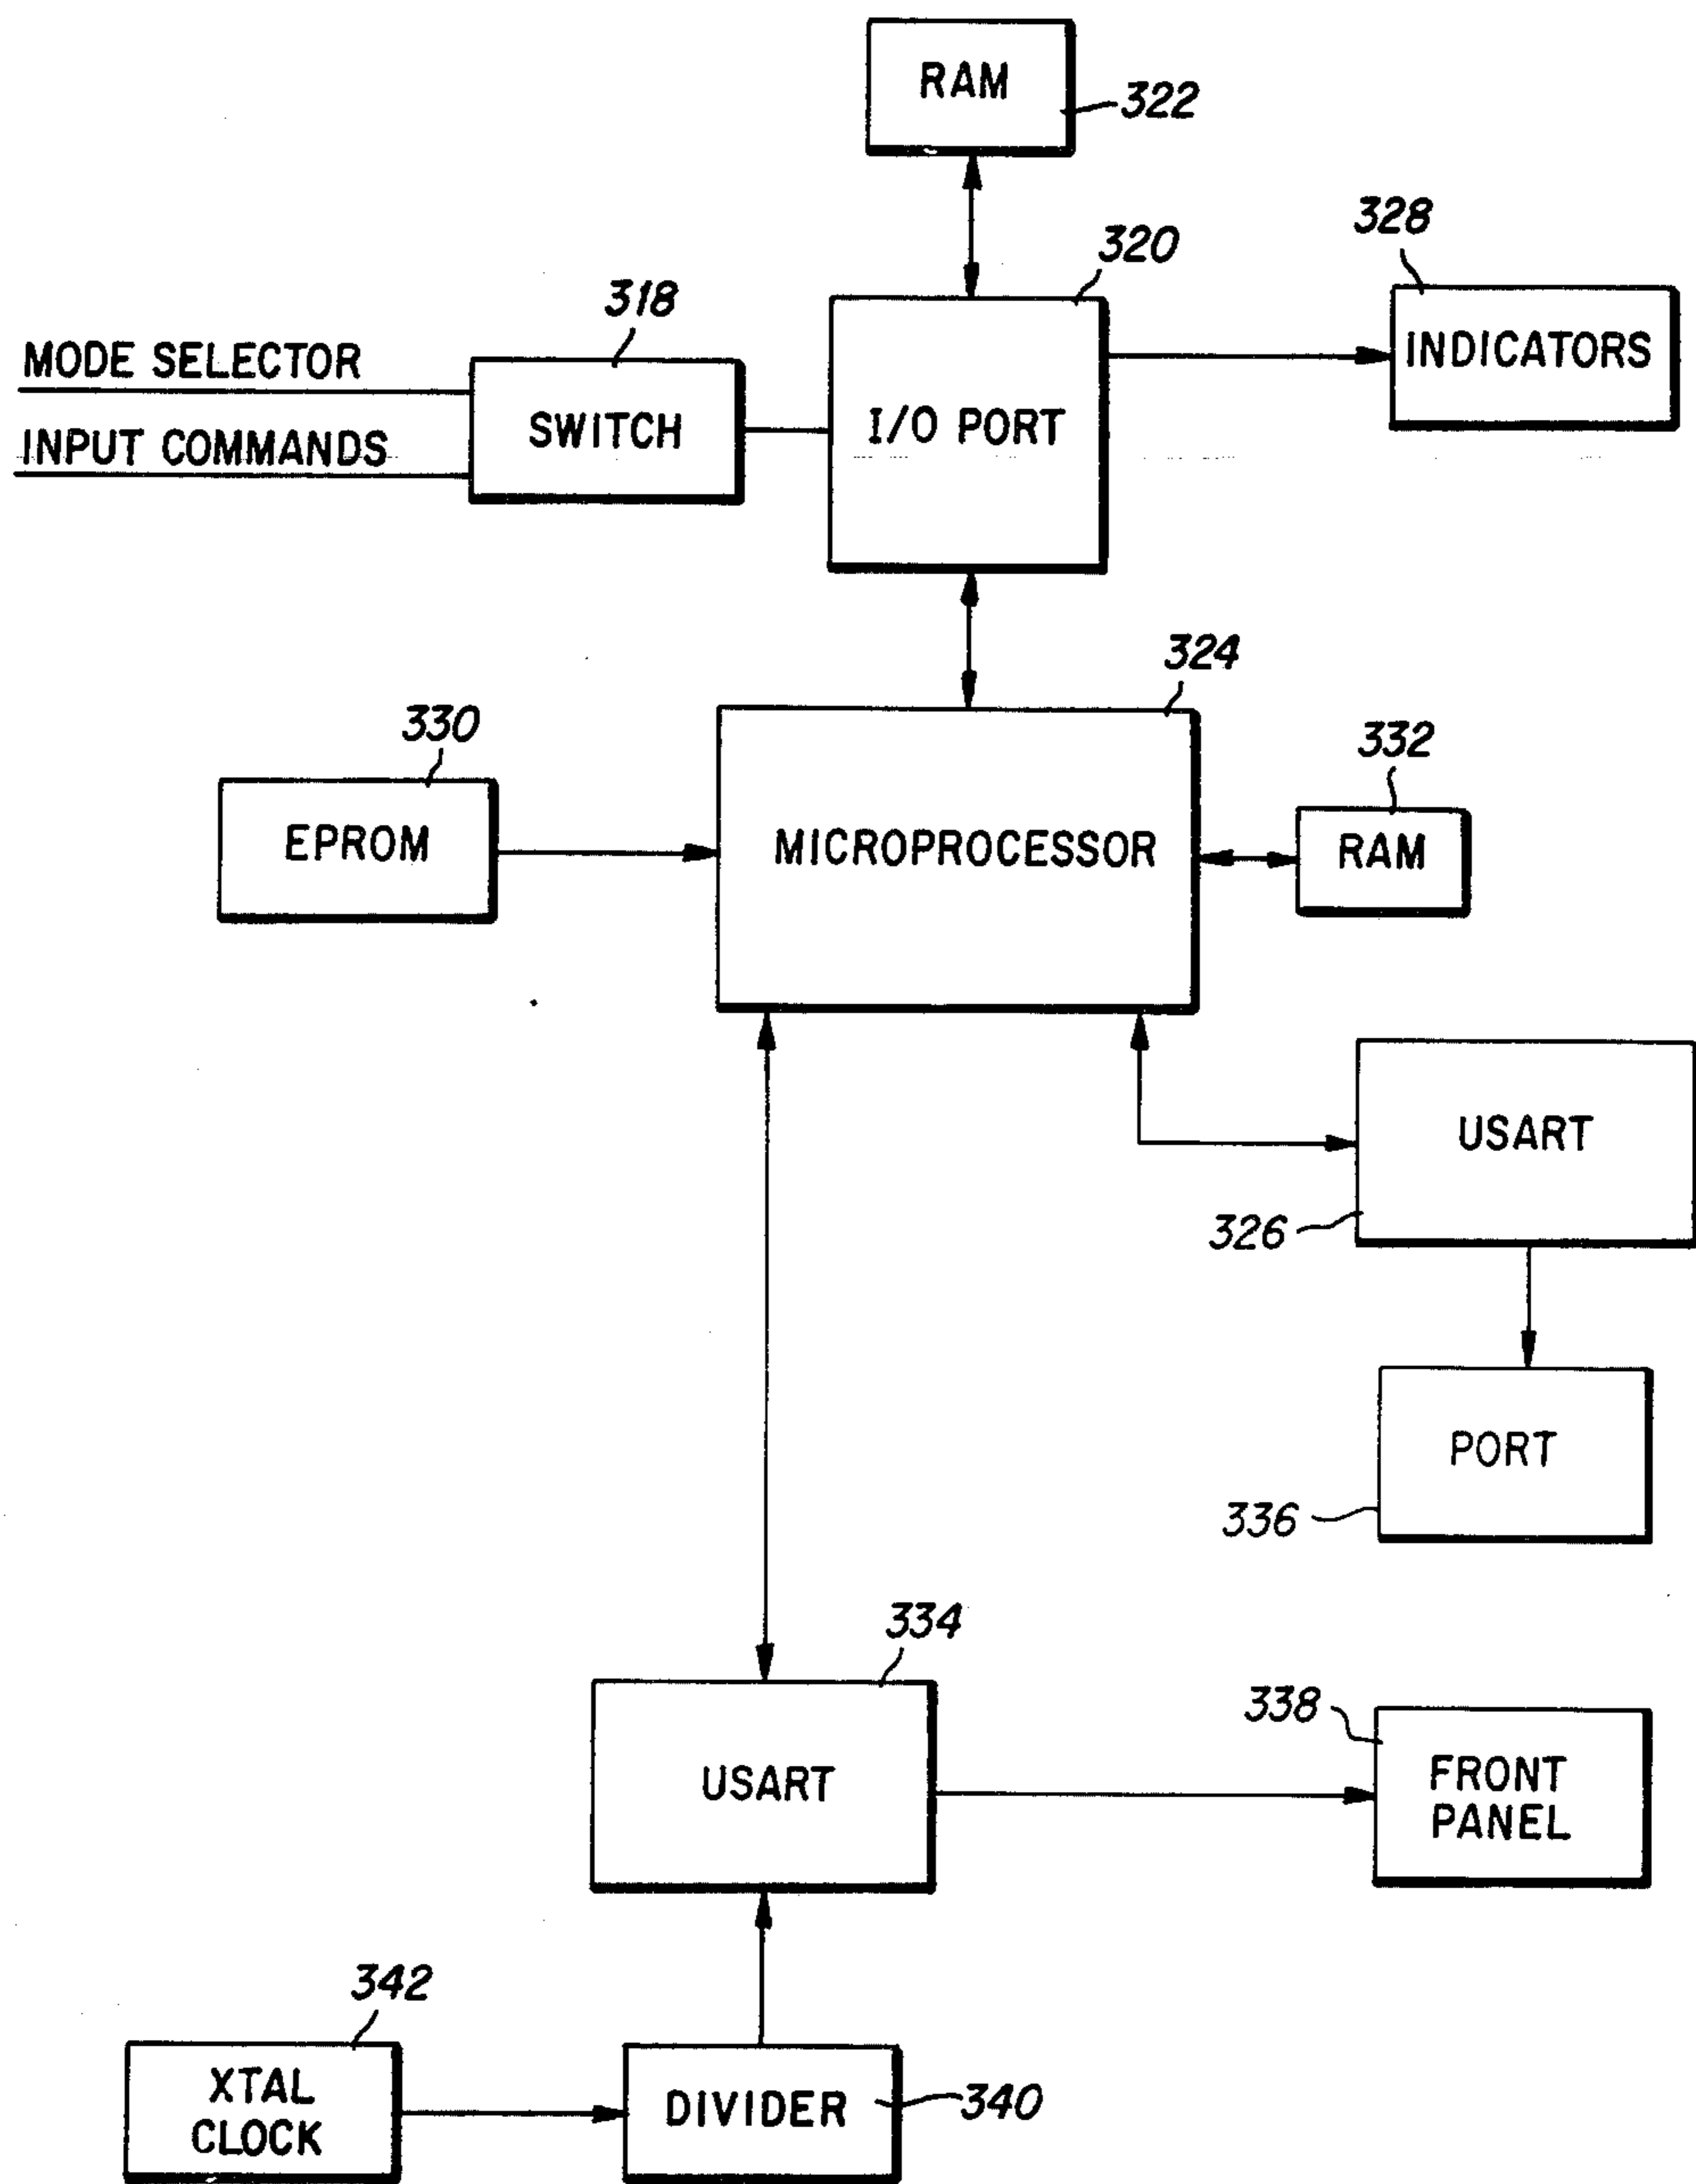 RAM
322
328
320
318
INDICATORS
MODE SELECTOR
SWITCH
I/O PORT
INPUT COMMANDS
324
330
332
EPROM
MICROPROCESSOR
RAM
USART
326
PORT
336
334
338
USART
FRONT
PANEL
342
XTAL
CLOCK
DIVIDER
340